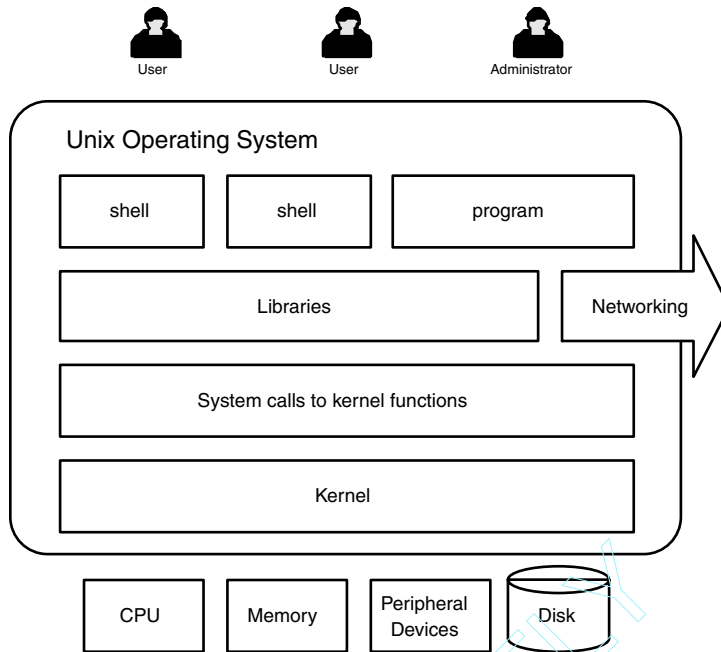 User
User
Administrator
Unix Operating System
shell
shell
program
Libraries
Networking
System calls to kernel functions
Kernel
CPU
Memory
Peripheral
Devices
Disk